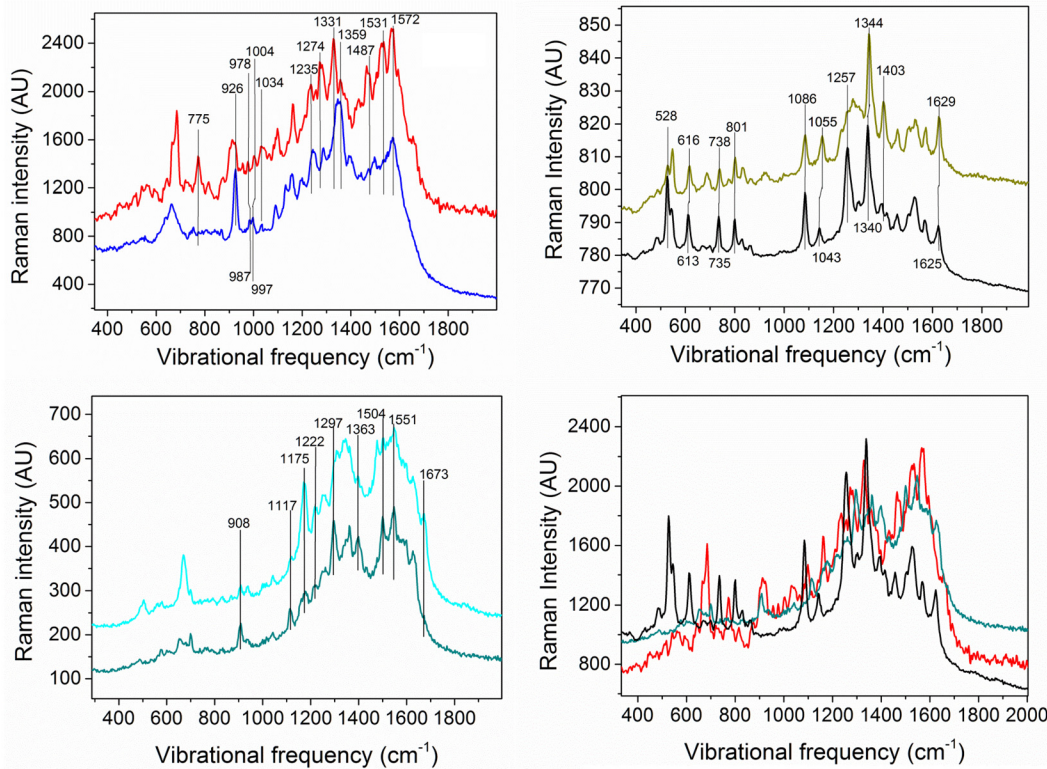 1331 1531 1572
1274 1359
1004
978 1487
1235
926 1034
775
2800
2400
2000
1600
1200
800
400
987
997
400 600 800 1000 1200 1400 1600 1800
Raman intensity (AU)
Vibrational frequency (cm-1)
1344
1257 1403
1086 1055
528 616 738 801 1629
850
840
830
820
810
800
790
780
770
613 735 1043 1340 1625
400 600 800 1000 1200 1400 1600 1800
Raman Intensity (AU)
Vibrational frequency (cm-1)
1504
1297 1363 1551
1222
1175
1673
1117
908
700
600
500
400
300
200
100
400 600 800 1000 1200 1400 1600 1800
Raman intensity (AU)
Vibrational frequency (cm-1)
2400
2000
1600
1200
800
400 600 800 1000 1200 1400 1600 1800 2000
Raman Intensity (AU)
Vibrational frequency (cm-1)